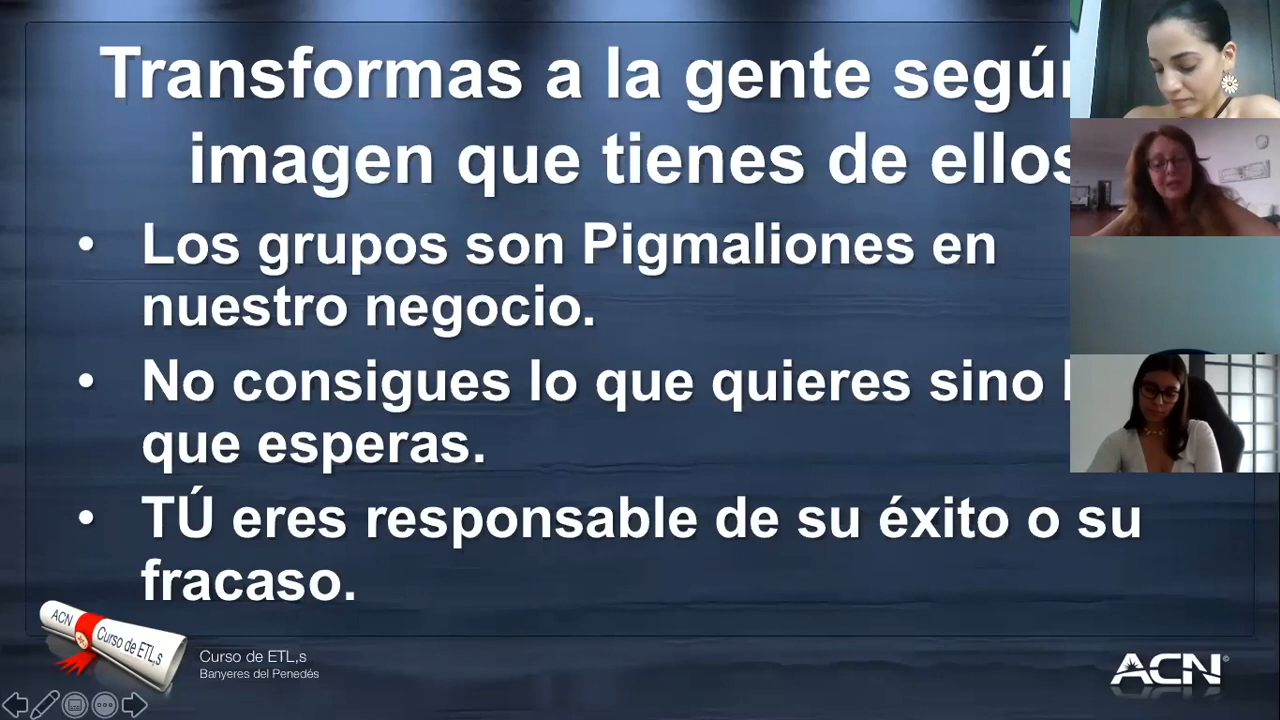 Transformas a la gente según
imagen que tienes de ellos
• Los grupos son Pigmaliones en
nuestro negocio.
• No consigues lo que quieres sino
que esperas.
• TÚ eres responsable de su éxito o su
fracaso.
ACN
Curso de ETL,s
Curso de ETL,s
Banyeres del Penedés
ACN